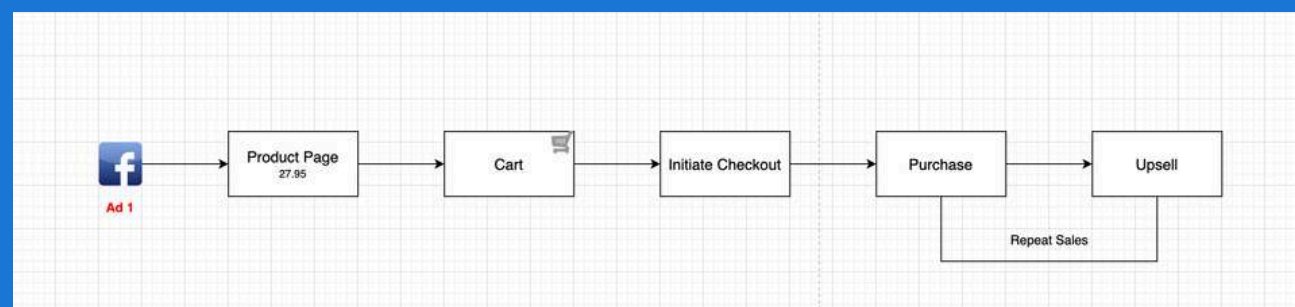 f
Ad 1
Product Page
27.95
Cart
Initiate Checkout
Purchase
Upsell
Repeat Sales